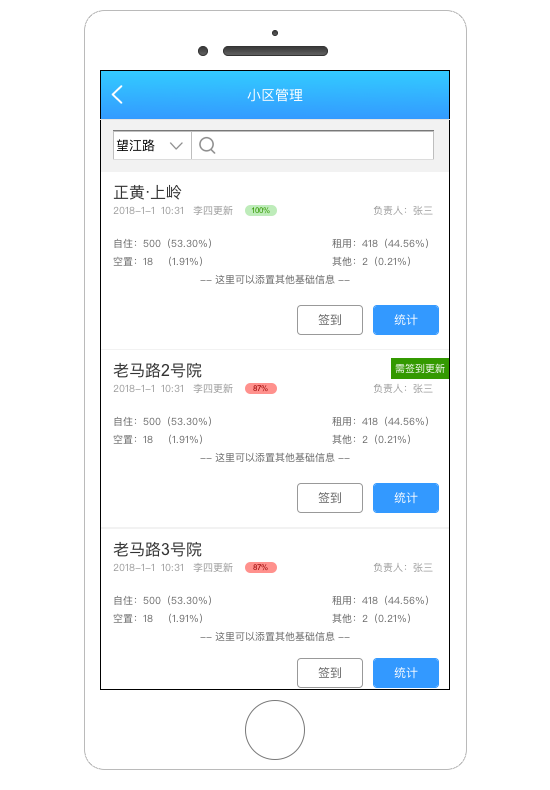 小区管理
望江路
正黄·上岭
2018-1-1 10:31 李四更新 100% 负责人：张三
自住：500（53.30%） 租用：418（44.56%）
空置：18 （1.91%） 其他：2（0.21%）
-- 这里可以添置其他基础信息 --
签到 统计
老马路2号院 需签到更新
2018-1-1 10:31 李四更新 87% 负责人：张三
自住：500（53.30%） 租用：418（44.56%）
空置：18 （1.91%） 其他：2（0.21%）
-- 这里可以添置其他基础信息 --
签到 统计
老马路3号院
2018-1-1 10:31 李四更新 87% 负责人：张三
自住：500（53.30%） 租用：418（44.56%）
空置：18 （1.91%） 其他：2（0.21%）
-- 这里可以添置其他基础信息 --
签到 统计